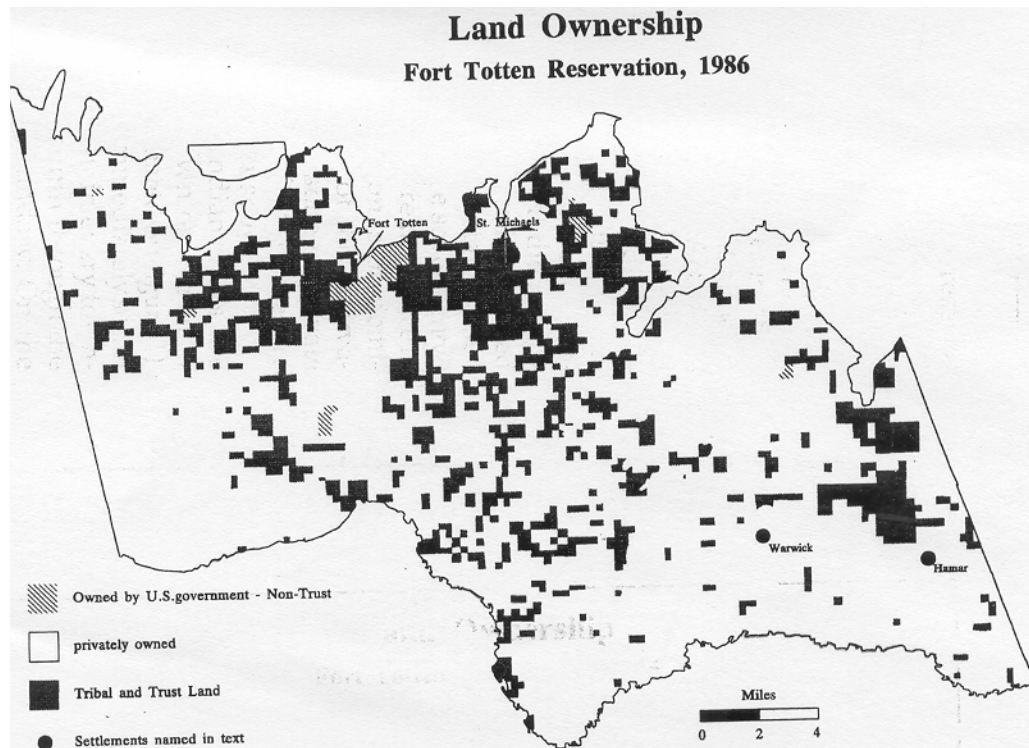 Land Ownership
Fort Totten Reservation, 1986
Fort Totten
St. Michaels
Warwick
Hamar
Owned by U.S.government - Non-Trust
privately owned
Tribal and Trust Land
Settlements named in text
Miles
0 2 4
Ownership